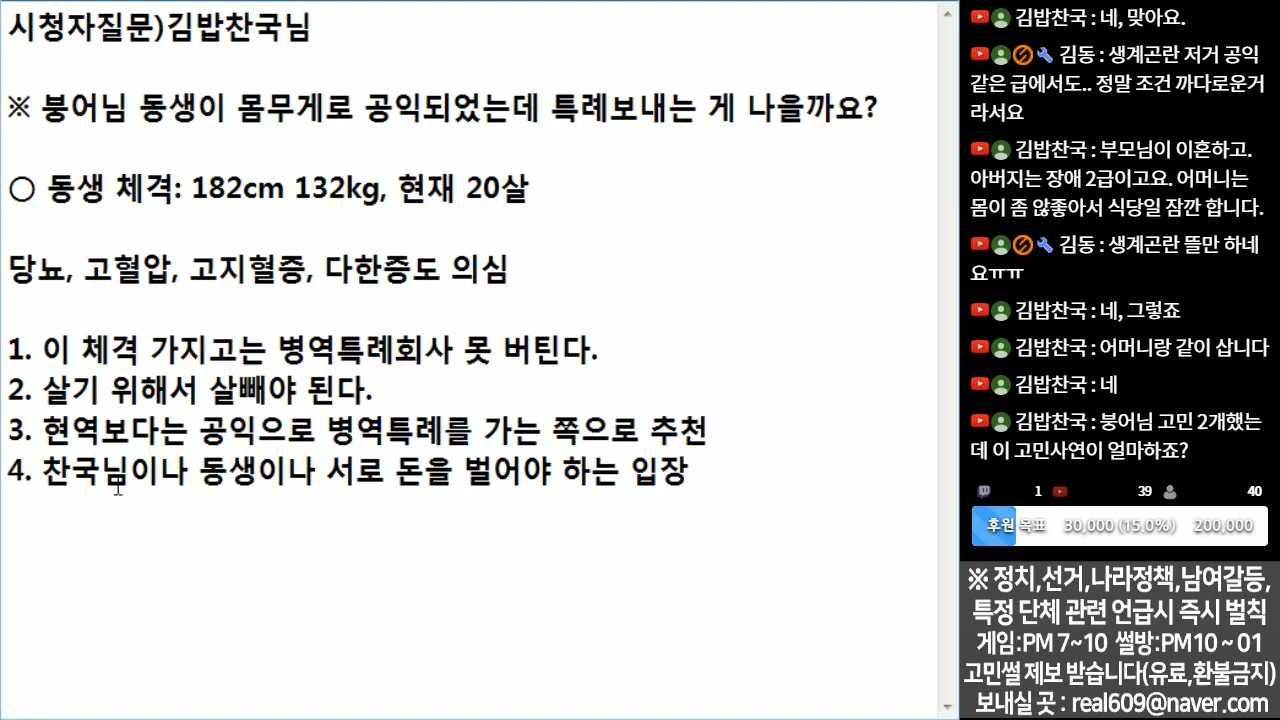 시청자질문)김밥찬국님
※ 붕어님 동생이 몸무게로 공익되었는데 특례보내는 게 나을까요?
○ 동생 체격: 182cm 132kg, 현재 20살
당뇨, 고혈압, 고지혈증, 다한증도 의심
1. 이 체격 가지고는 병역특례회사 못 버틴다.
2. 살기 위해서 살빼야 된다.
3. 현역보다는 공익으로 병역특례를 가는 쪽으로 추천
4. 찬국님이나 동생이나 서로 돈을 벌어야 하는 입장
김밥찬국 : 네, 맞아요.
김동 : 생계곤란 저거 공익
같은 급에서도.. 정말 조건 까다로운거
라서요
김밥찬국 : 부모님이 이혼하고.
아버지는 장애 2급이고요. 어머니는
몸이 좀 않좋아서 식당일 잠깐 합니다.
김동 : 생계곤란 뜰만 하네
요ㅠㅠ
김밥찬국 : 네, 그렇죠
김밥찬국 : 어머니랑 같이 삽니다
김밥찬국 : 네
김밥찬국 : 붕어님 고민 2개했는
데 이 고민사연이 얼마하죠?
1 39 40
후원 목표 30,000 (15.0%) 200,000
※ 정치,선거,나라정책,남여갈등,
특정 단체 관련 언급시 즉시 벌칙
게임:PM 7~10 썰방:PM10 ~ 01
고민썰 제보 받습니다(유료,환불금지)
보내실 곳 : real609@naver.com